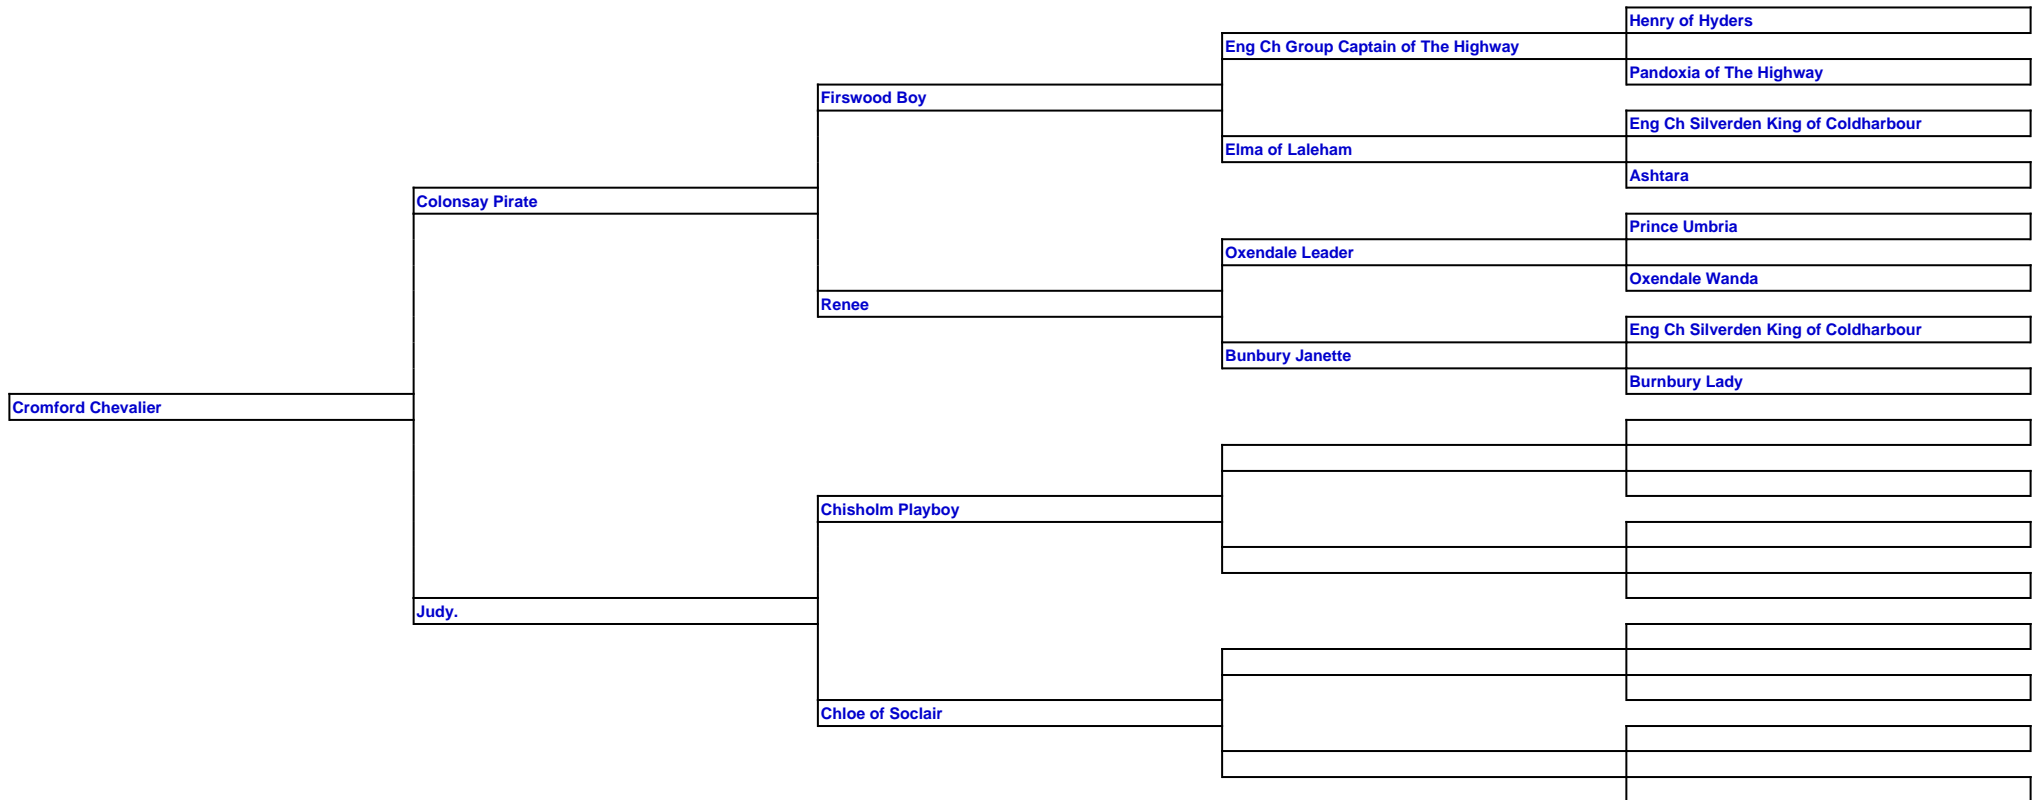 Henry of Hyders
Eng Ch Group Captain of The Highway
Pandoxia of The Highway
Firswood Boy
Eng Ch Silverden King of Coldharbour
Elma of Laleham
Ashtara
Colonsay Pirate
Prince Umbria
Oxendale Leader
Oxendale Wanda
Renee
Eng Ch Silverden King of Coldharbour
Bunbury Janette
Burnbury Lady
Cromford Chevalier
Chisholm Playboy
Judy.
Chloe of Soclair